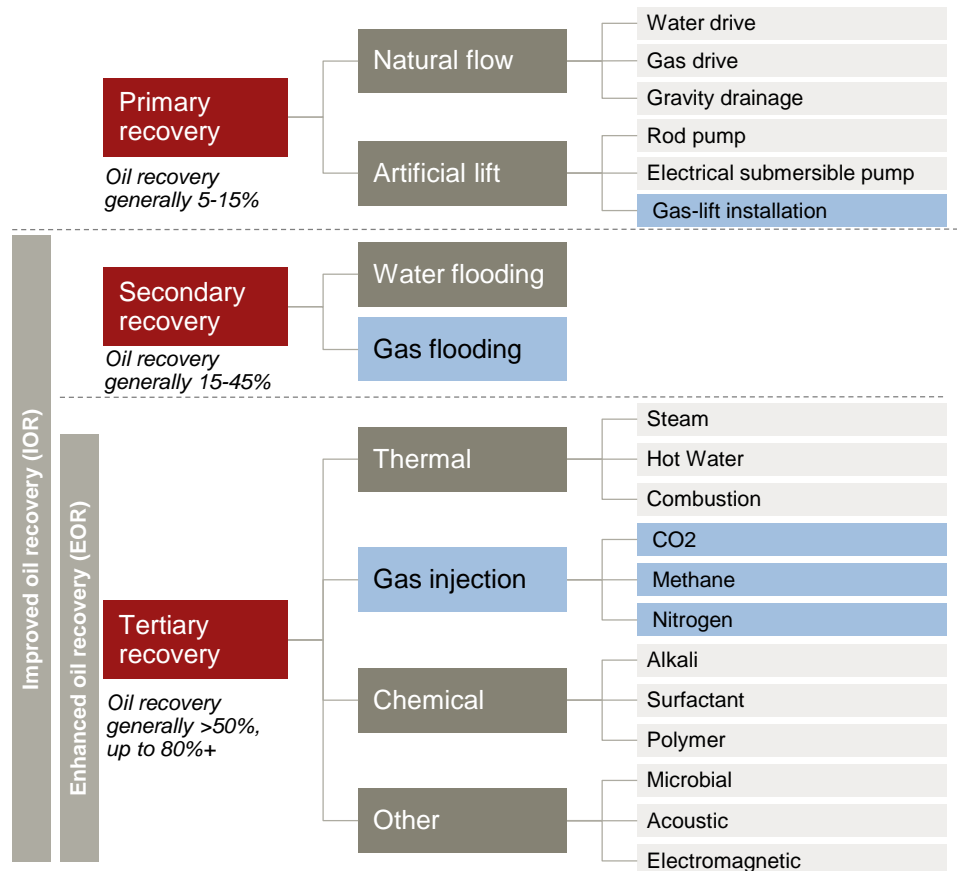 Primary
recovery
Oil recovery
generally 5-15%
Natural flow
Water drive
Gas drive
Gravity drainage
Artificial lift
Rod pump
Electrical submersible pump
Gas-lift installation
Improved oil recovery (IOR)
Secondary
recovery
Oil recovery
generally 15-45%
Water flooding
Gas flooding
Enhanced oil recovery (EOR)
Tertiary
recovery
Oil recovery
generally >50%,
up to 80%+
Thermal
Steam
Hot Water
Combustion
Gas injection
CO2
Methane
Nitrogen
Chemical
Alkali
Surfactant
Polymer
Other
Microbial
Acoustic
Electromagnetic